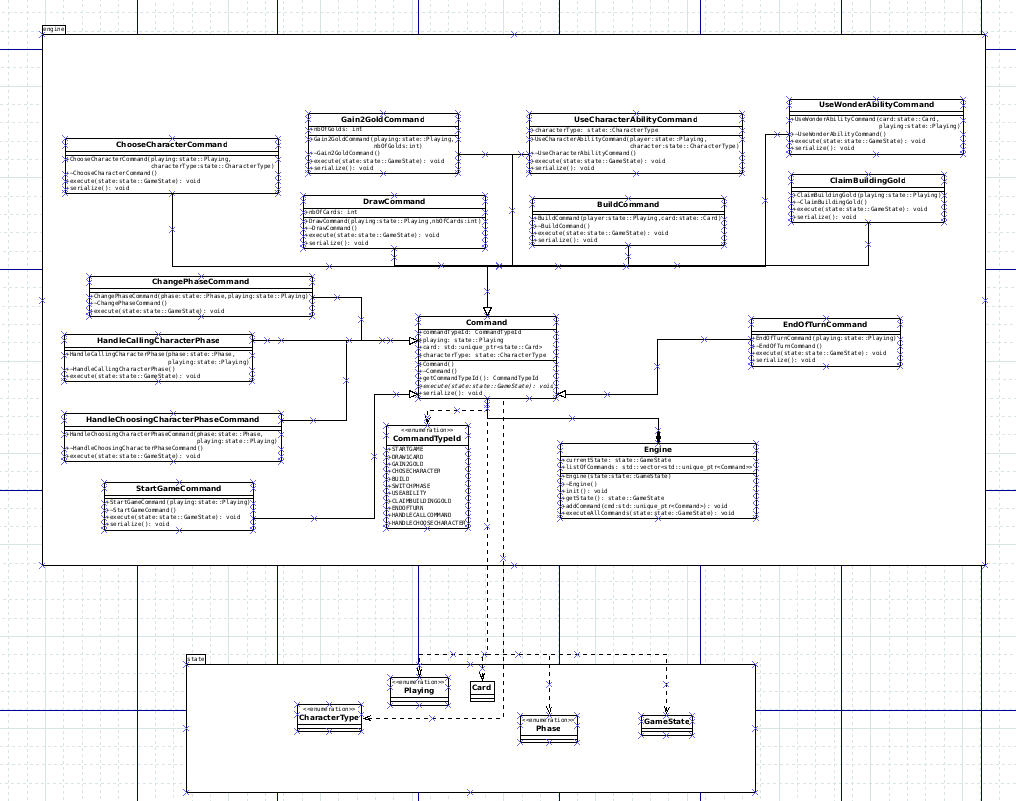 engine
UseWonderAbilityCommand
+UseWonderAbilityCommand(card:state::Card,
playing:state::Playing)
+~UseWonderAbilityCommand()
+execute(state:state::GameState): void
+serialize(): void
Gain2GoldCommand
+nbOfGolds: int
+Gain2GoldCommand(playing:state::Playing,
nbOfGolds:int)
+~Gain2GoldCommand()
+execute(state:state::GameState): void
+serialize(): void
UseCharacterAbilityCommand
+characterType: state::CharacterType
+UseCharacterAbilityCommand(player:state::Playing,
character:state::CharacterType)
+~UseCharacterAbilityCommand()
+execute(state:state::GameState): void
+serialize(): void
ChooseCharacterCommand
+ChooseCharacterCommand(playing:state::Playing,
characterType:state::CharacterType)
+~ChooseCharacterCommand()
+execute(state:state::GameState): void
+serialize(): void
ClaimBuildingGold
+ClaimBuildingGold(playing:state::Playing)
+~ClaimBuildingGold()
+execute(state:state::GameState): void
+serialize(): void
DrawCommand
+nbOfCards: int
+DrawCommand(playing:state::Playing,nbOfCards:int)
+~DrawCommand()
+execute(state:state::GameState): void
+serialize(): void
BuildCommand
+BuildCommand(player:state::Playing,card:state::Card)
+~BuildCommand()
+execute(state:state::GameState): void
+serialize(): void
ChangePhaseCommand
+ChangePhaseCommand(phase:state::Phase,playing:state::Playing)
+~ChangePhaseCommand()
+execute(state:state::GameState): void
Command
+commandTypeId: CommandTypeId
+playing: state::Playing
+card: std::unique_ptr<state::Card>
+characterType: state::CharacterType
+Command()
+~Command()
+getCommandTypeId(): CommandTypeId
+execute(state:state::GameState): void
+serialize(): void
EndOfTurnCommand
+EndOfTurnCommand(playing:state::Playing)
+~EndOfTurnCommand()
+execute(state:state::GameState): void
+serialize(): void
HandleCallingCharacterPhase
+HandleCallingCharacterPhase(phase:state::Phase,
playing:state::Playing)
+~HandleCallingCharacterPhase()
+execute(state:state::GameState): void
HandleChoosingCharacterPhaseCommand
+HandleChoosingCharacterPhaseCommand(phase:state::Phase,
playing:state::Playing)
+~HandleChoosingCharacterPhaseCommand()
+execute(state:state::GameState): void
<<enumeration>>
CommandTypeId
+STARTGAME
+DRAW1CARD
+GAIN2GOLD
+CHOSECHARACTER
+BUILD
+SWITCHPHASE
+USEABILITY
+CLAIMBUILDINGGOLD
+ENDOFTURN
+HANDLECALLCOMMAND
+HANDLECHOOSECHARACTER
Engine
+currentState: state::GameState
+listOfCommands: std::vector<std::unique_ptr<Command>>
+Engine(state:state::GameState)
+~Engine()
+init(): void
+getState(): state::GameState
+addCommand(cmd:std::unique_ptr<Command>): void
+executeAllCommands(state:state::GameState): void
StartGameCommand
+StartGameCommand(playing:state::Playing)
+~StartGameCommand()
+execute(state:state::GameState): void
+serialize(): void
state
<<enumeration>>
Playing
Card
<<enumeration>>
CharacterType
<<enumeration>>
Phase
GameState